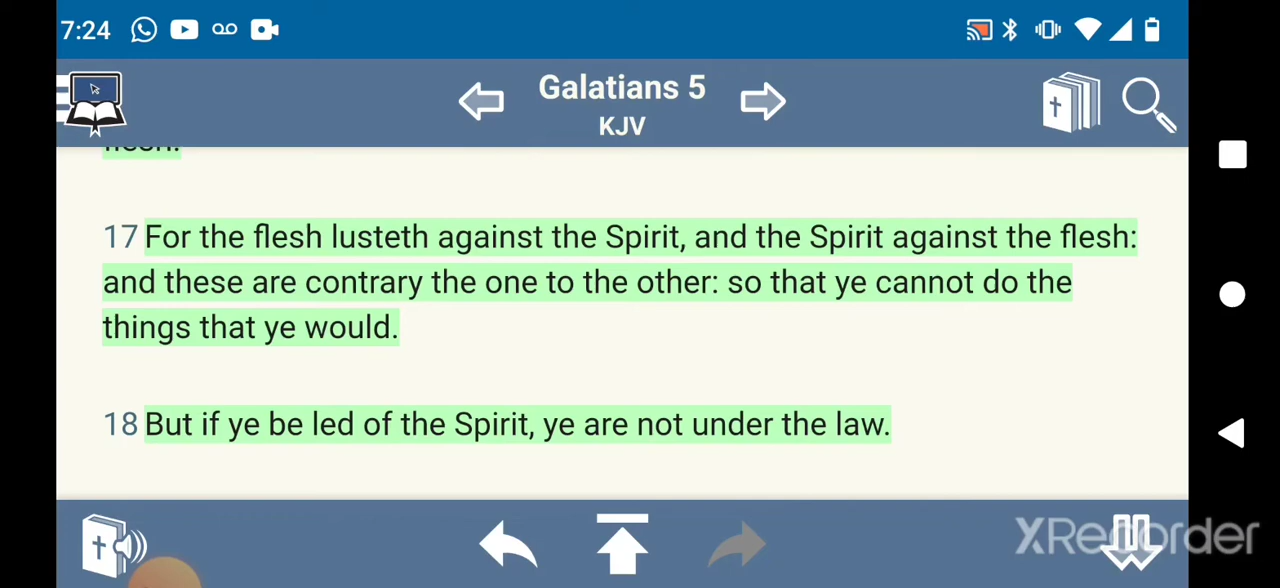 7:24
Galatians 5
KJV
flesh.
17 For the flesh lusteth against the Spirit, and the Spirit against the flesh:
and these are contrary the one to the other: so that ye cannot do the
things that ye would.
18 But if ye be led of the Spirit, ye are not under the law.
XRecorder